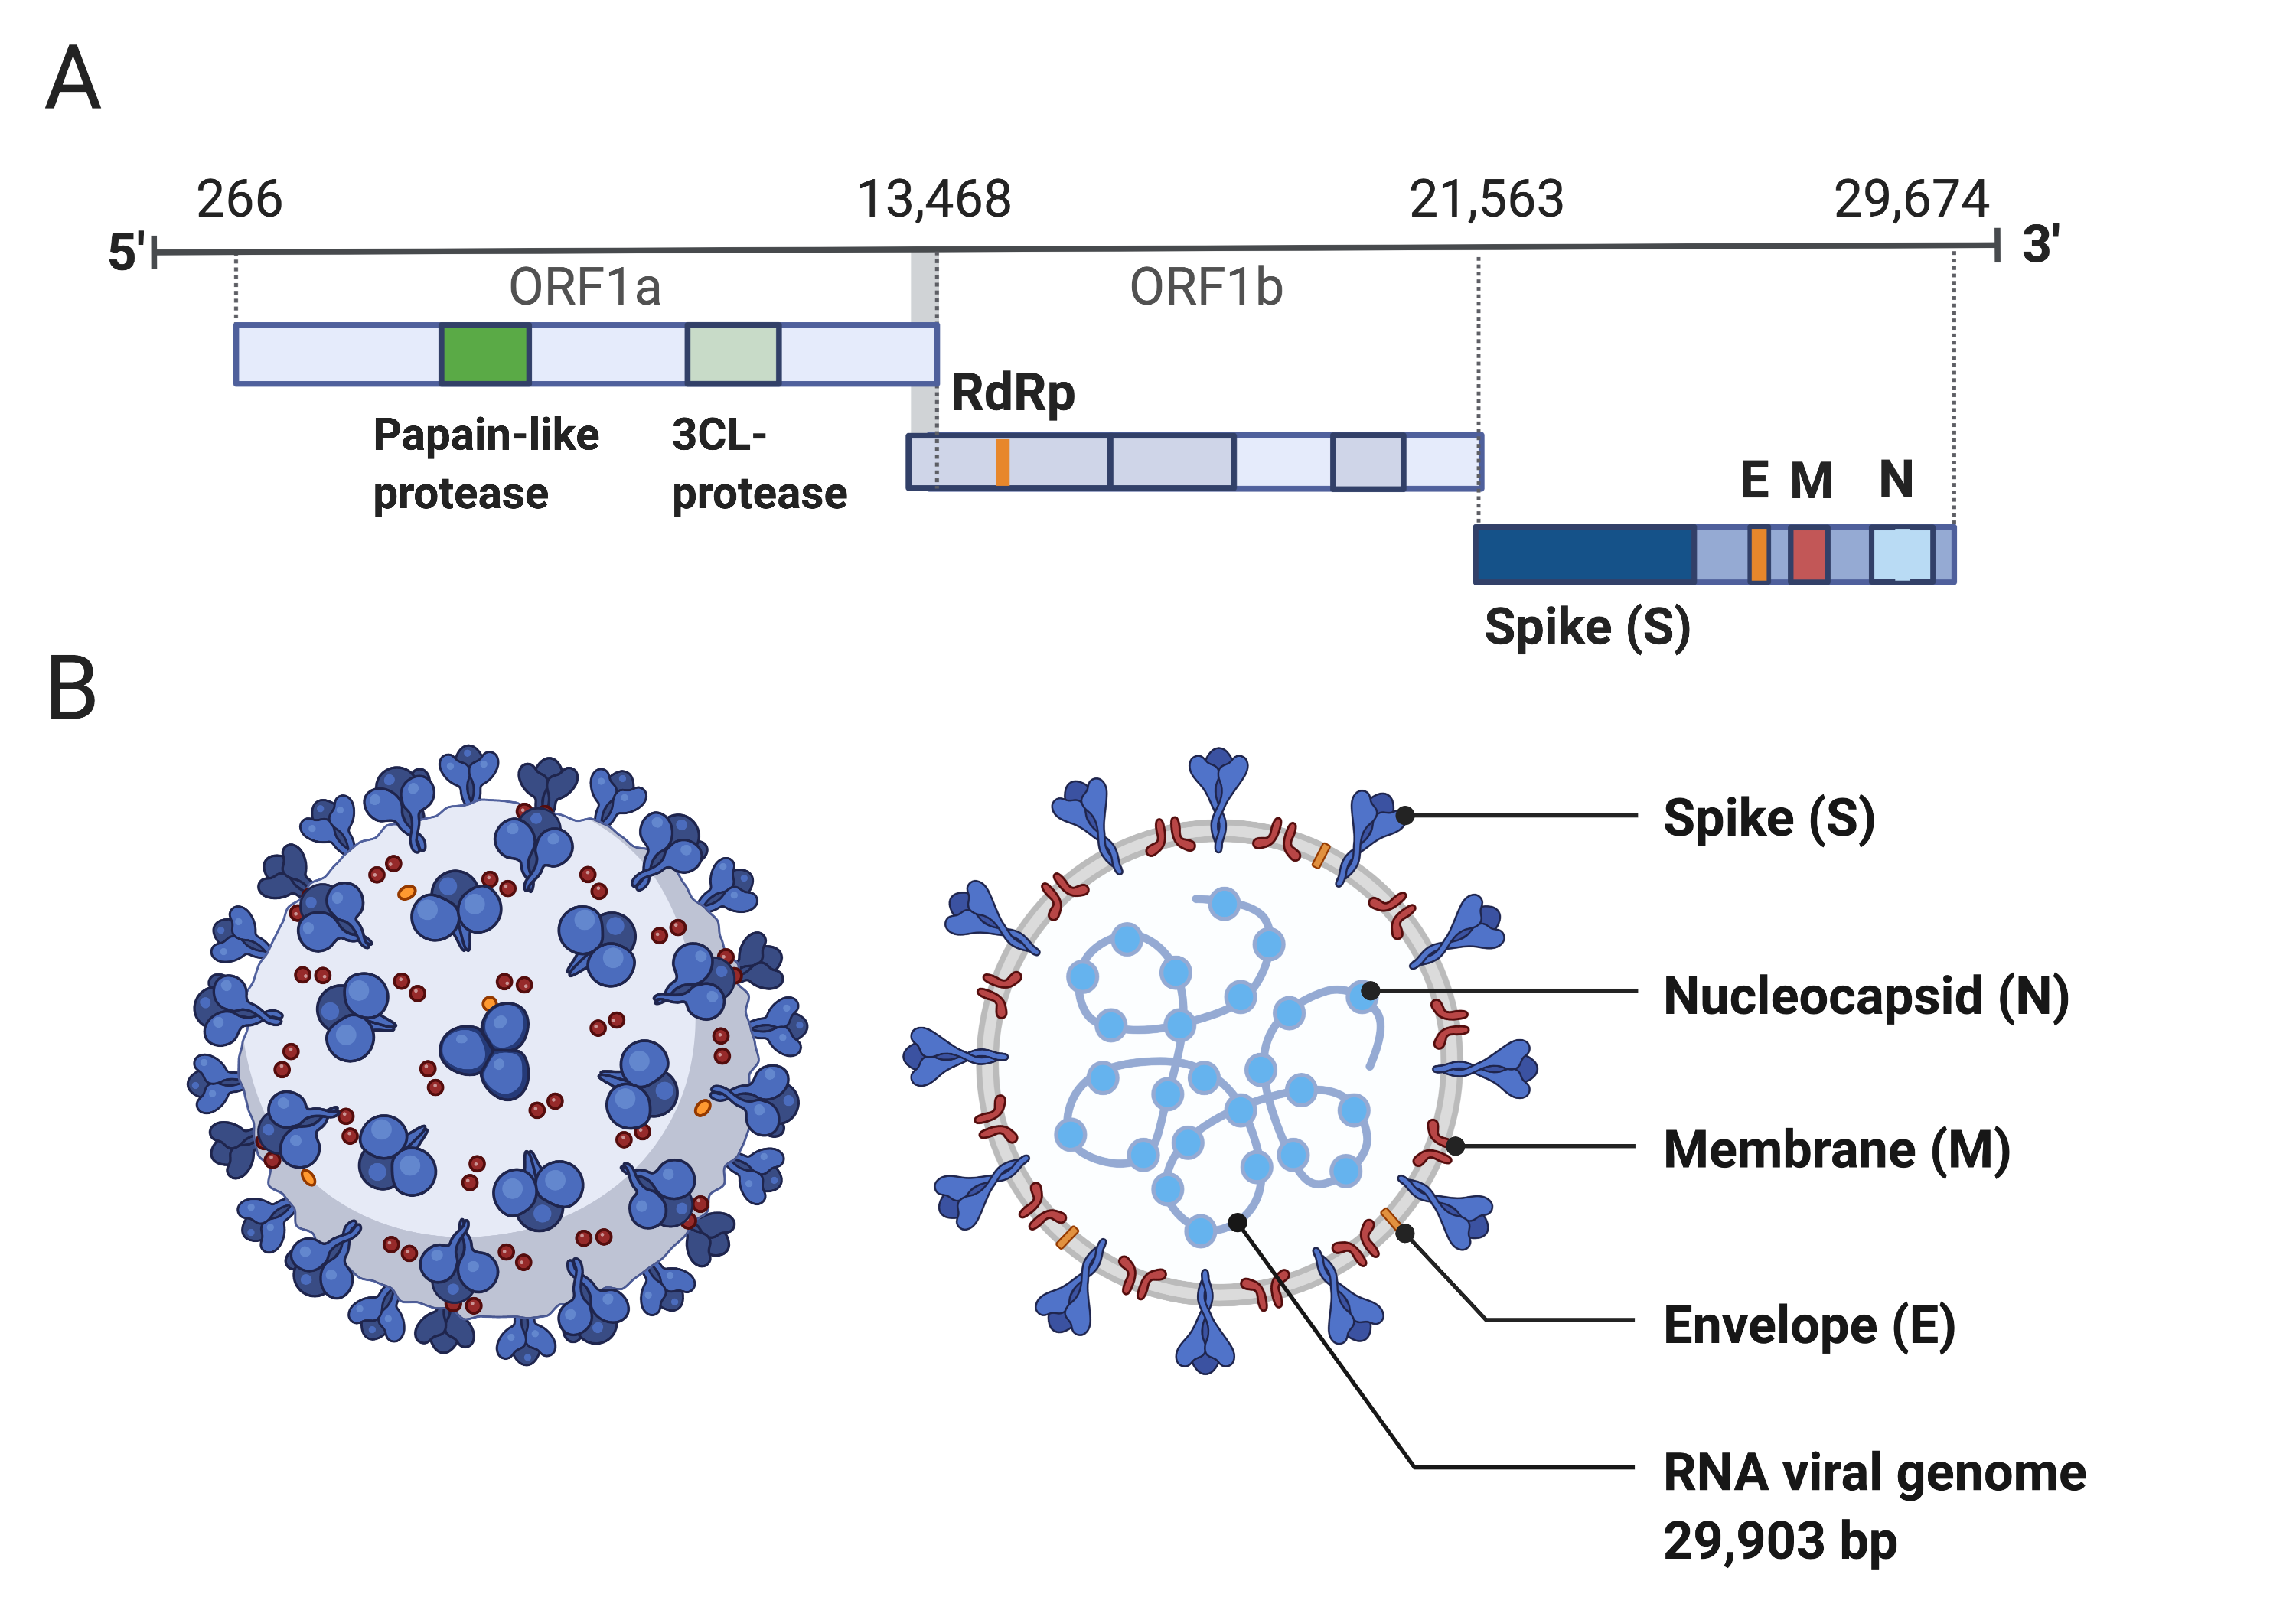 A
266 13,468 21,563 29,674
5' 3'
ORF1a ORF1b
RdRp
Papain-like
protease
3CL-
protease
E M N
Spike (S)
B
Spike (S)
Nucleocapsid (N)
Membrane (M)
Envelope (E)
RNA viral genome
29,903 bp